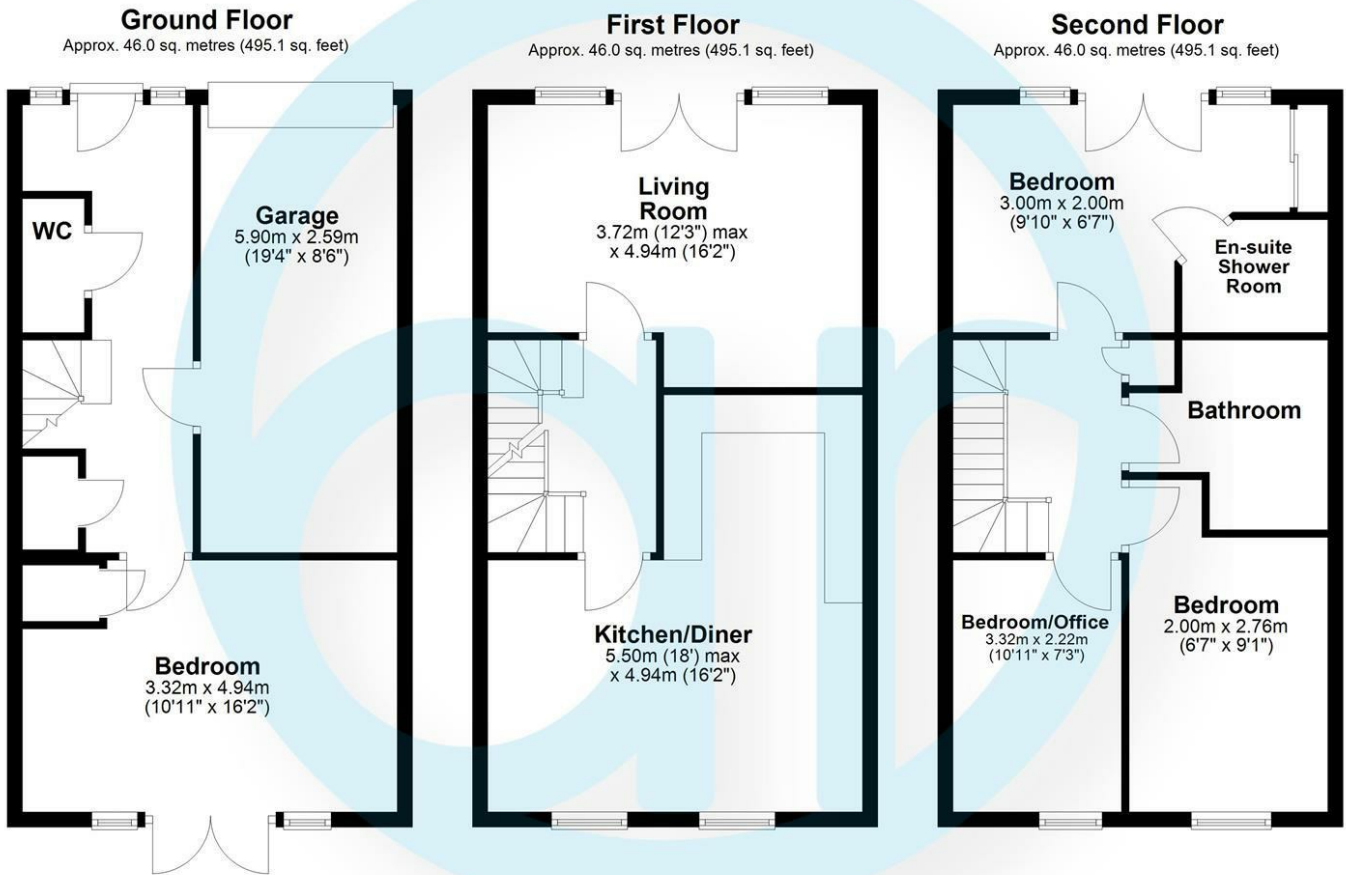 Ground Floor
Approx. 46.0 sq. metres (495.1 sq. feet)
WC
Garage
5.90m x 2.59m
(19'4" x 8'6")
Bedroom
3.32m x 4.94m
(10'11" x 16'2")
First Floor
Approx. 46.0 sq. metres (495.1 sq. feet)
Living
Room
3.72m (12'3") max
x 4.94m (16'2")
Kitchen/Diner
5.50m (18') max
x 4.94m (16'2")
Second Floor
Approx. 46.0 sq. metres (495.1 sq. feet)
Bedroom
3.00m x 2.00m
(9'10" x 6'7")
En-suite
Shower
Room
Bathroom
Bedroom/Office
3.32m x 2.22m
(10'11" x 7'3")
Bedroom
2.00m x 2.76m
(6'7" x 9'1")